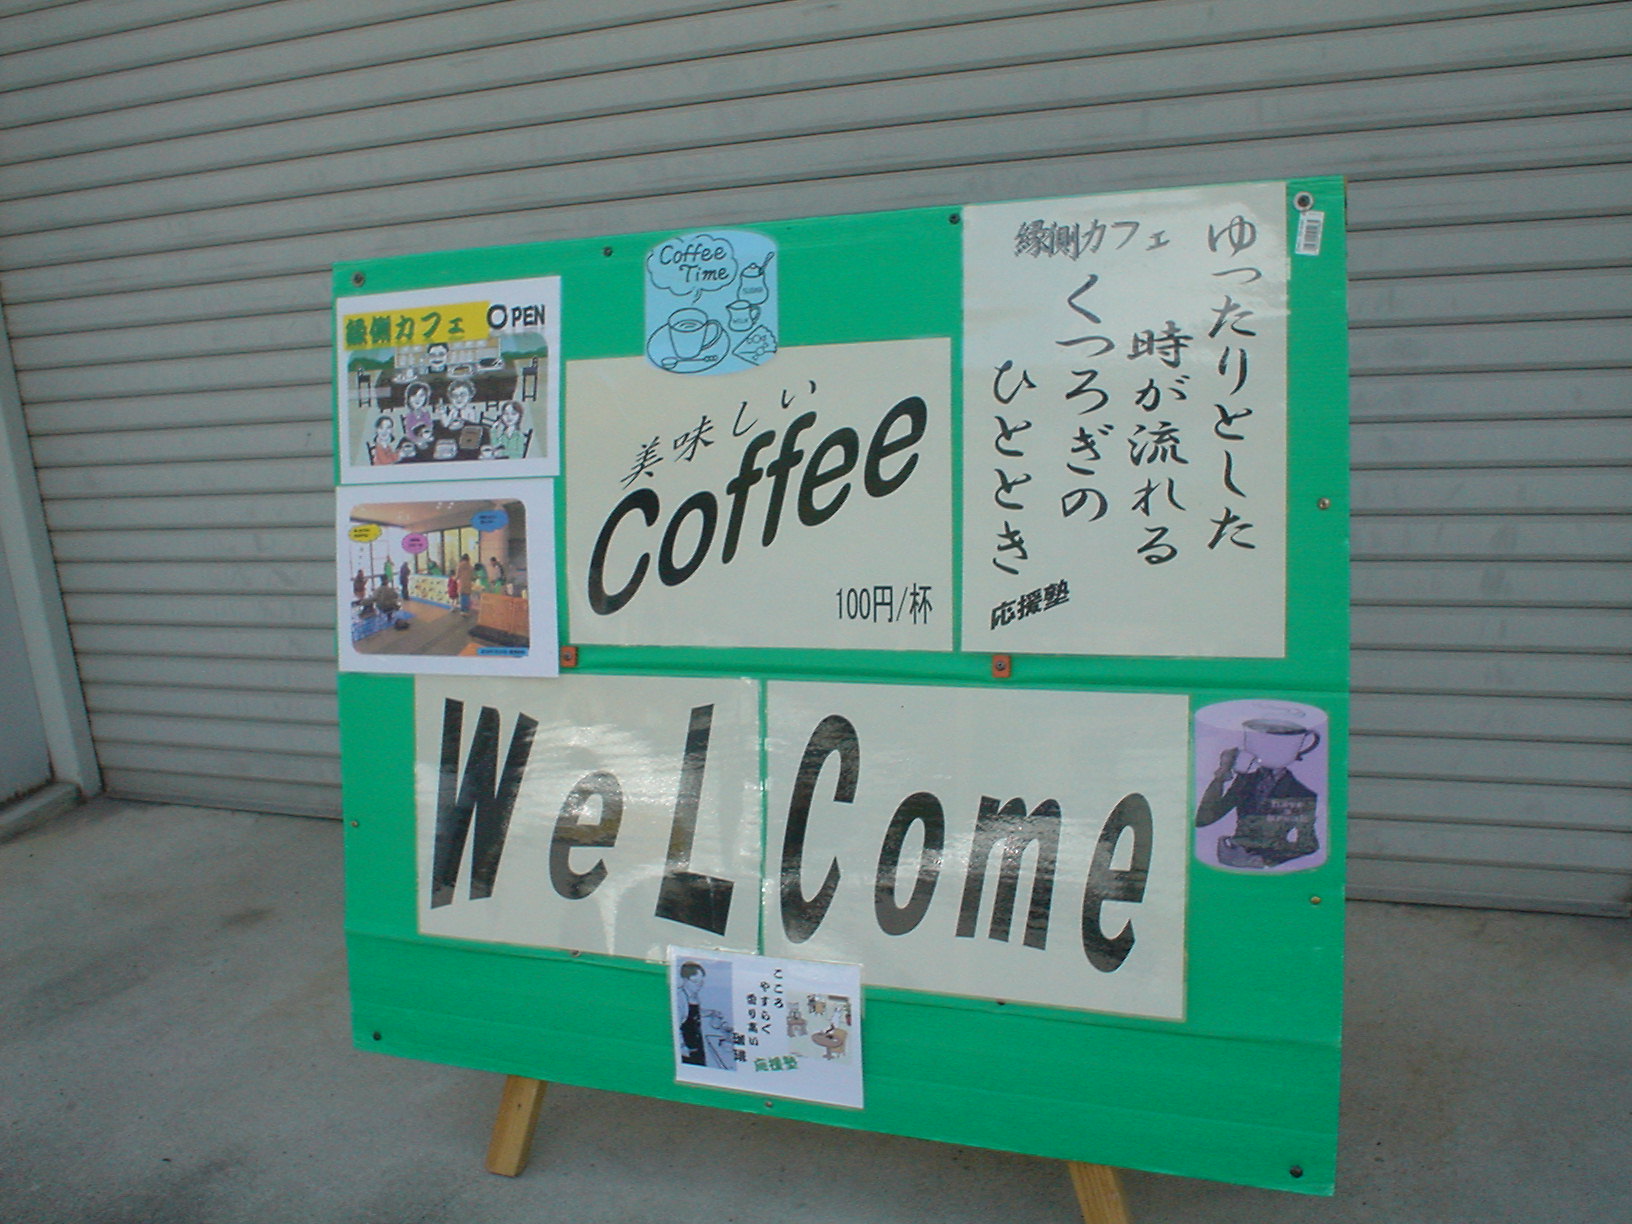 縁側カフェ OPEN
Coffee
Time
SUGAR
美味しい
Coffee
100円/杯
ゆったりとした
時が流れる
縁側カフェ
くつろぎの
ひととき
応援塾
WeLCome
こころ
やすらぐ
香り高い
珈琲
応援塾